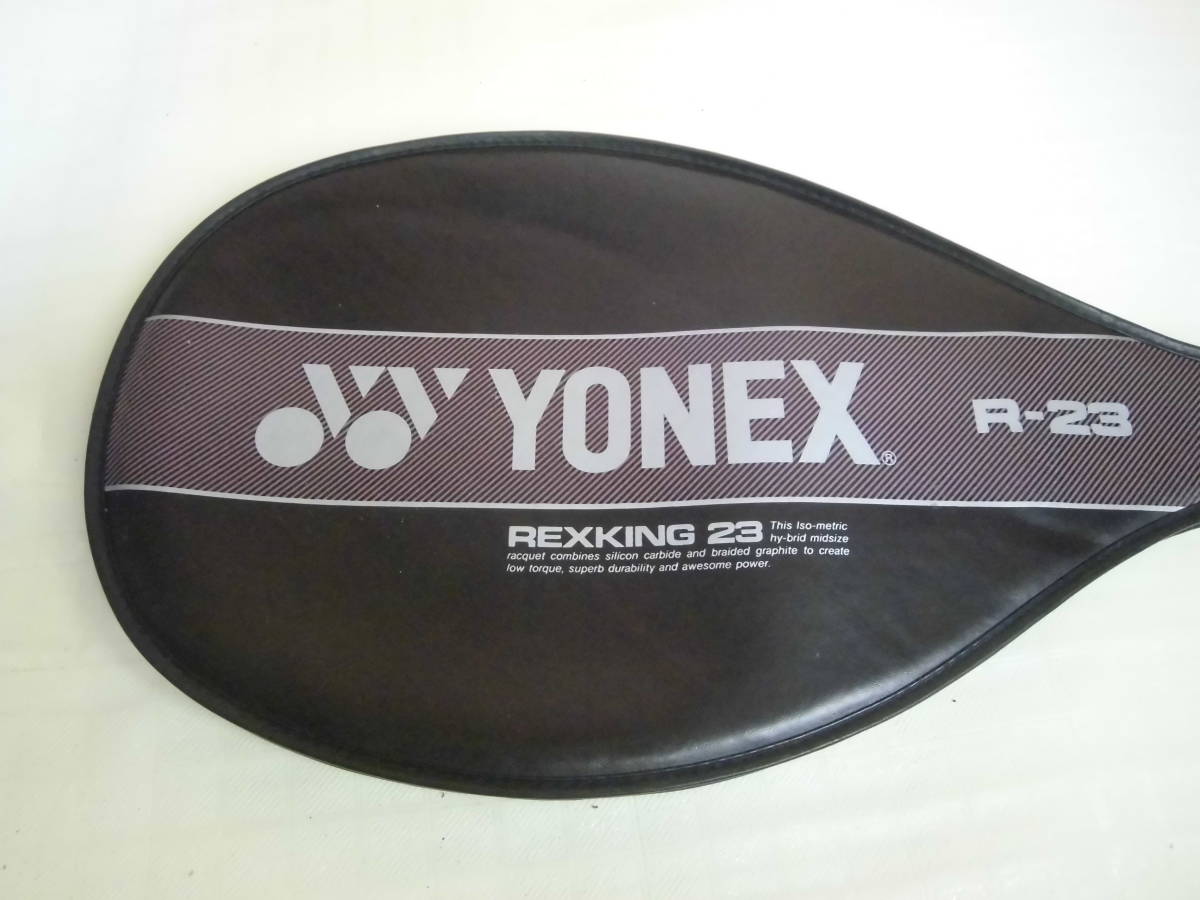 YONEX®
R-23
REXKING 23 This Iso-metric
hy-brid midsize
racquet combines silicon carbide and braided graphite to create
low torque, superb durability and awesome power.